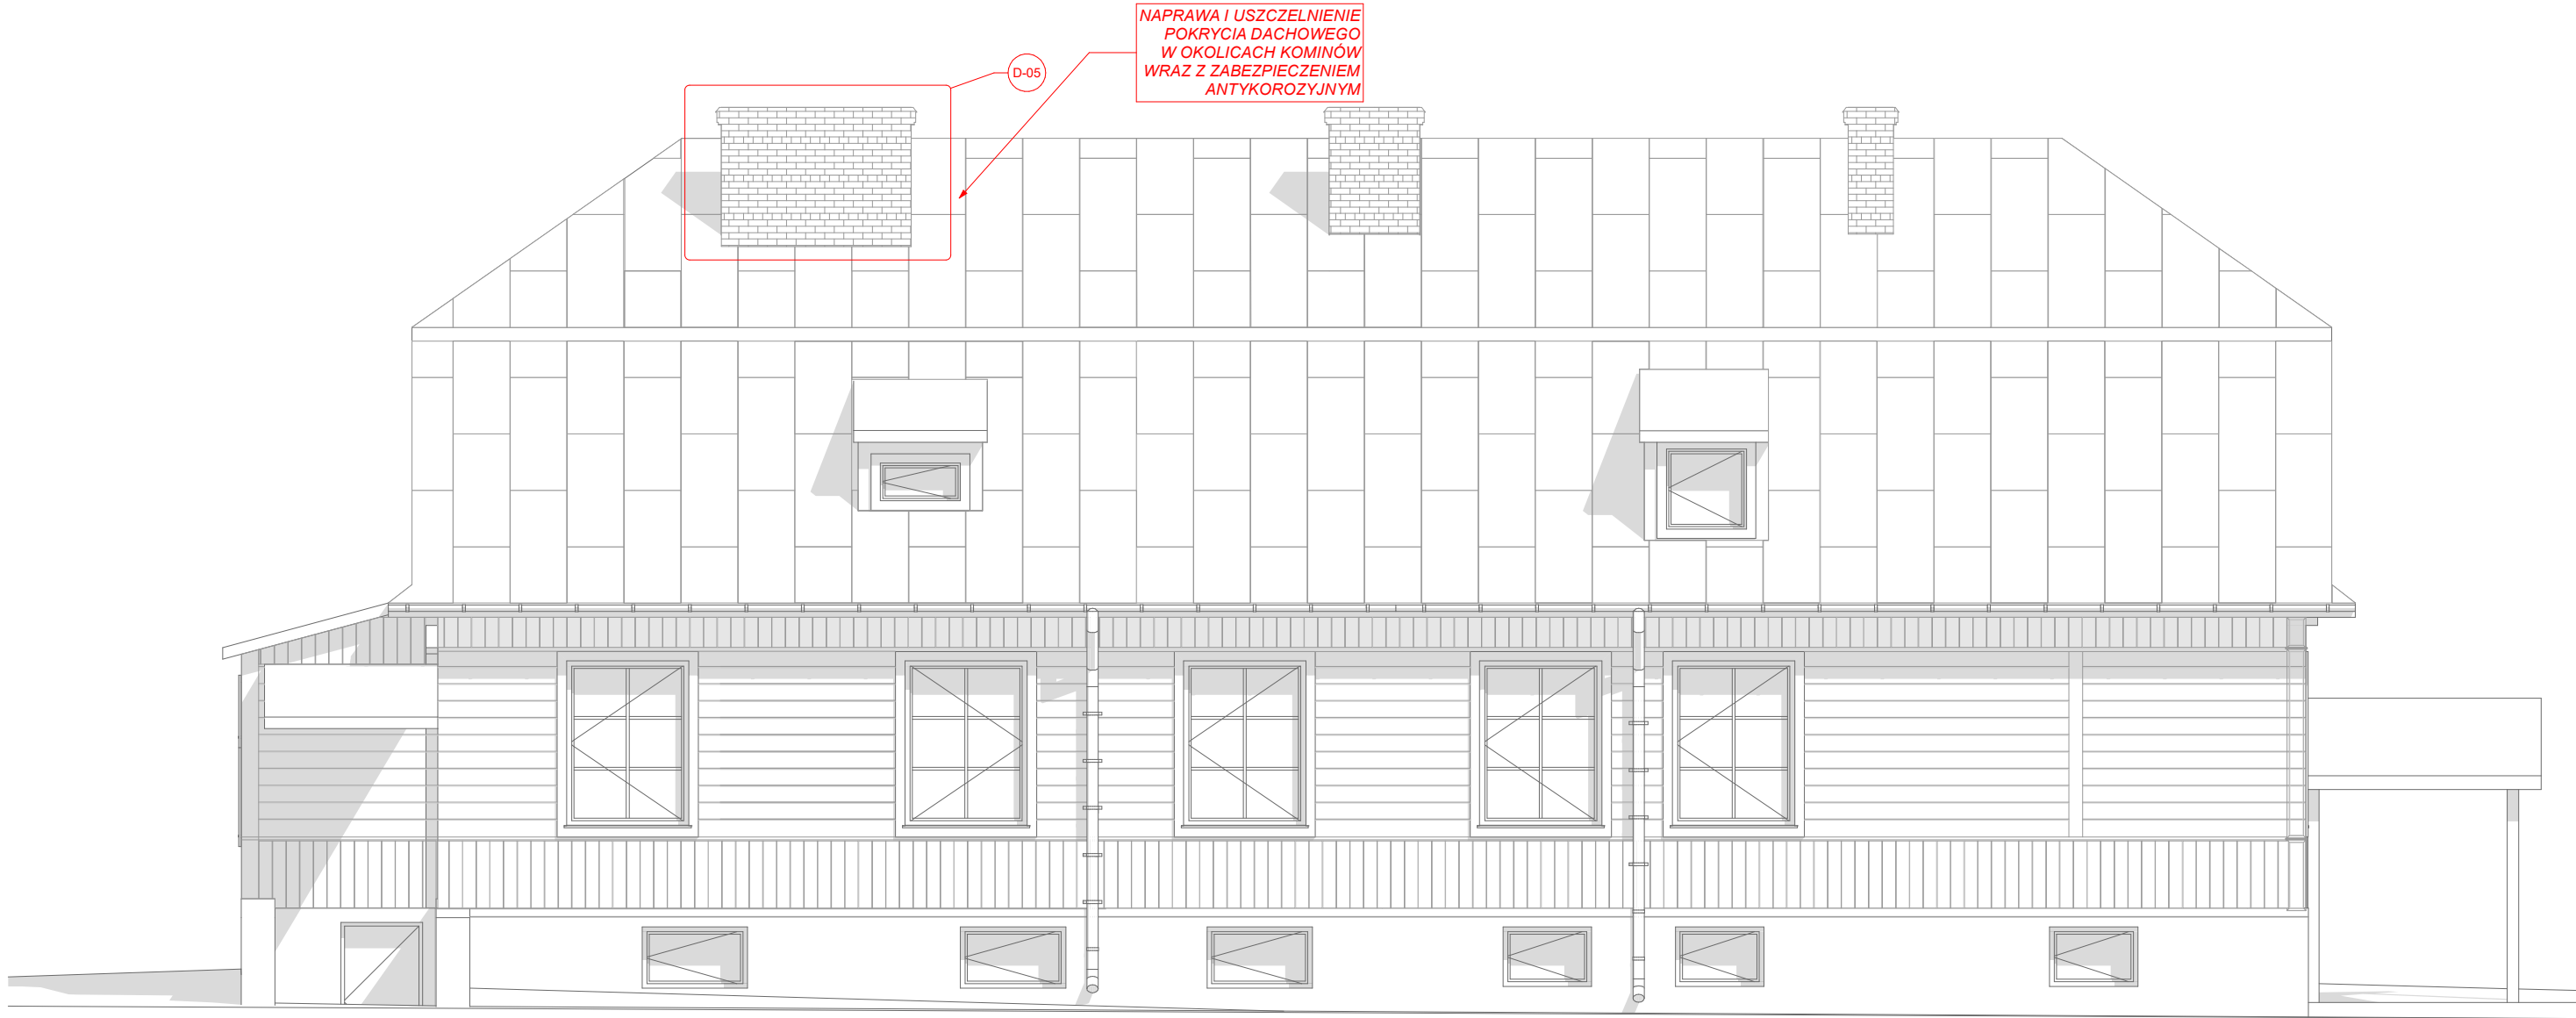 NAPRAWA I USZCZELNIENIE
POKRYCIA DACHOWEGO
W OKOLICACH KOMINÓW
WRAZ Z ZABEZPIECZENIEM
ANTYKOROZYJNYM
D-05